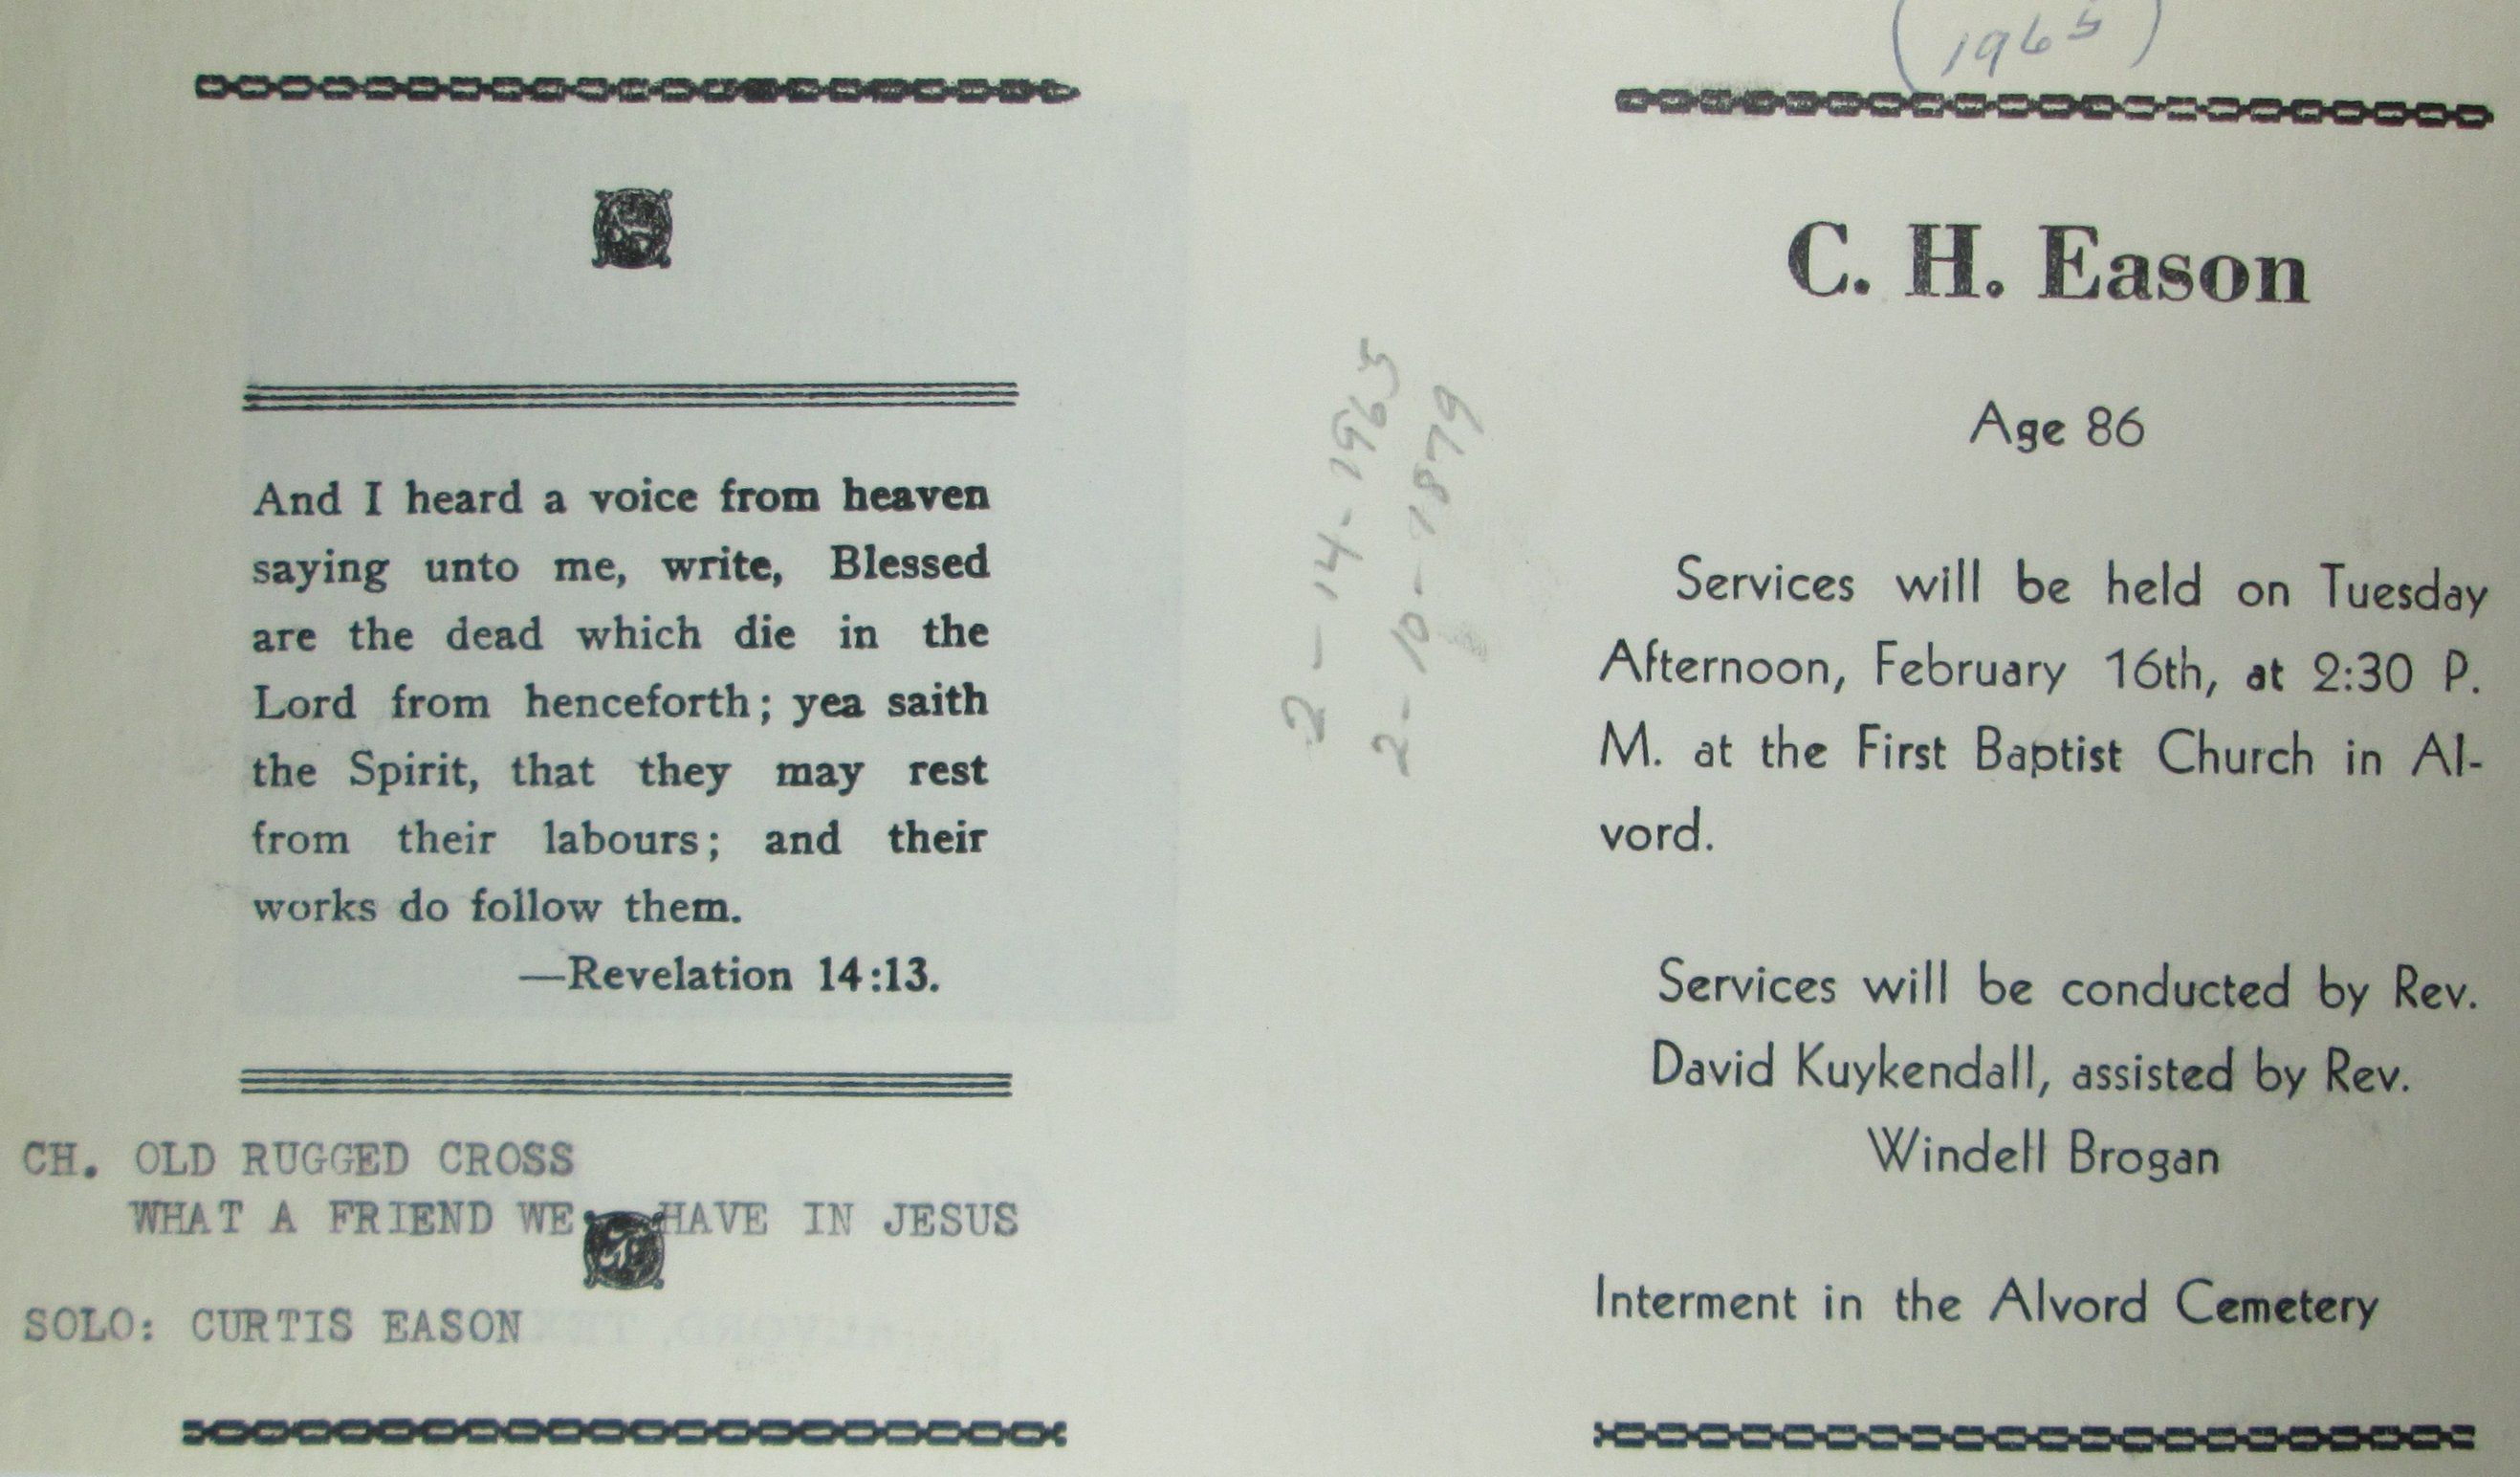 And I heard a voice from heaven
saying unto me, write, Blessed
are the dead which die in the
Lord from henceforth; yea saith
the Spirit, that they may rest
from their labours; and their
works do follow them.
—Revelation 14:13.
CH. OLD RUGGED CROSS
WHAT A FRIEND WE HAVE IN JESUS
SOLO: CURTIS EASON
2-14-1965
2-10-1879
(1965)
C. H. Eason
Age 86
Services will be held on Tuesday
Afternoon, February 16th, at 2:30 P.
M. at the First Baptist Church in Al-
vord.
Services will be conducted by Rev.
David Kuykendall, assisted by Rev.
Windell Brogan
Interment in the Alvord Cemetery